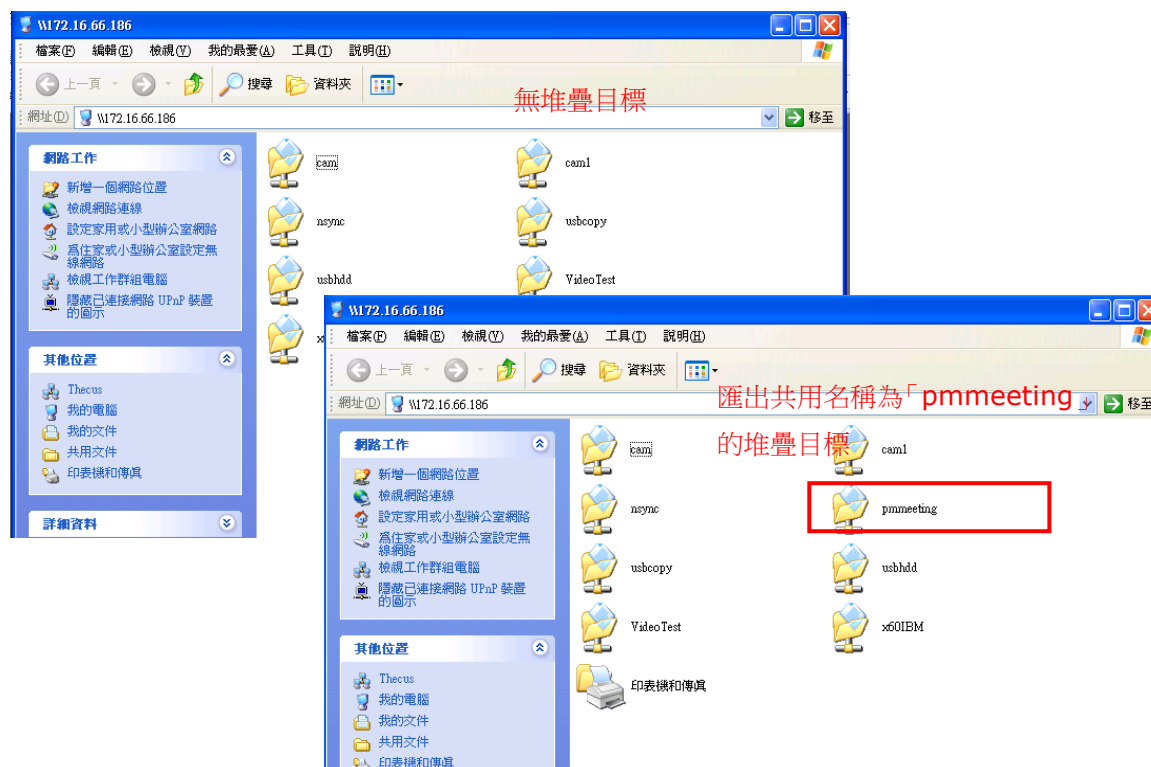 \\172.16.66.186
檔案(F) 編輯(E) 檢視(V) 我的最愛(A) 工具(T) 說明(H)
上一頁 搜尋 資料夾
無堆疊目標
網址(D) \\172.16.66.186 移至
網路工作
新增一個網路位置
檢視網路連線
設定家用或小型辦公室網路
為住家或小型辦公室設定無
線網路
檢視工作群組電腦
隱藏已連接網路 UPnP 裝置
的圖示
其他位置
Thecus
我的電腦
我的文件
共用文件
印表機和傳真
詳細資料
cam cam1
nsync usbcopy
usbhdd VideoTest
\\172.16.66.186
檔案(F) 編輯(E) 檢視(V) 我的最愛(A) 工具(T) 說明(H)
上一頁 搜尋 資料夾
網址(D) \\172.16.66.186 移至
匯出共用名稱為「pmmeeting
的堆疊目標
網路工作
新增一個網路位置
檢視網路連線
設定家用或小型辦公室網路
為住家或小型辦公室設定無
線網路
檢視工作群組電腦
隱藏已連接網路 UPnP 裝置
的圖示
其他位置
Thecus
我的電腦
我的文件
共用文件
印表機和傳真
cam cam1
nsync pmmeeting
usbcopy usbhdd
VideoTest x60IBM
印表機和傳真